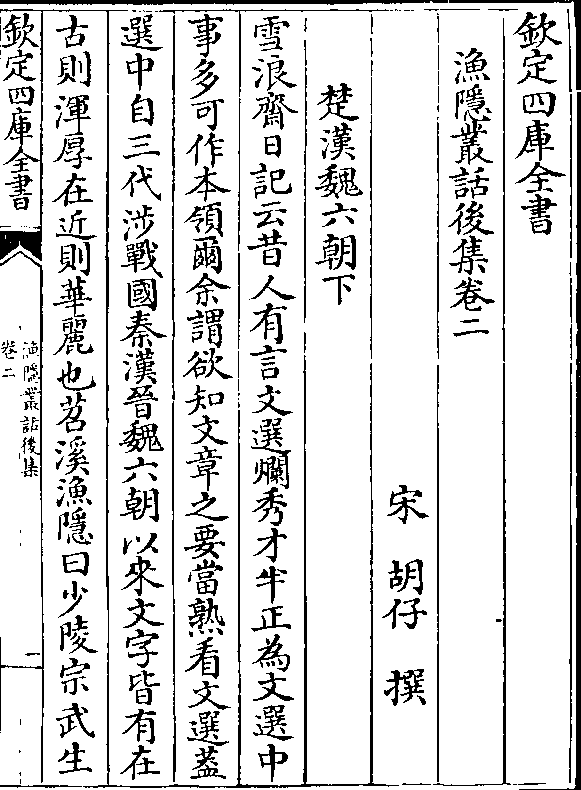 欽定四庫全書
漁隱叢話後集卷二
宋 胡仔 撰
楚漢魏六朝下
雪浪齋日記云昔人有言文選爛秀才半正為文選中
事多可作本領爾余謂欲知文章之要當熟看文選蓋
選中自三代涉戰國秦漢晉魏六朝以來文字皆有在
古則渾厚在近則華麗也苕溪漁隱曰少陵宗武生
欽定四庫全書
漁隱叢話後集
卷二
一